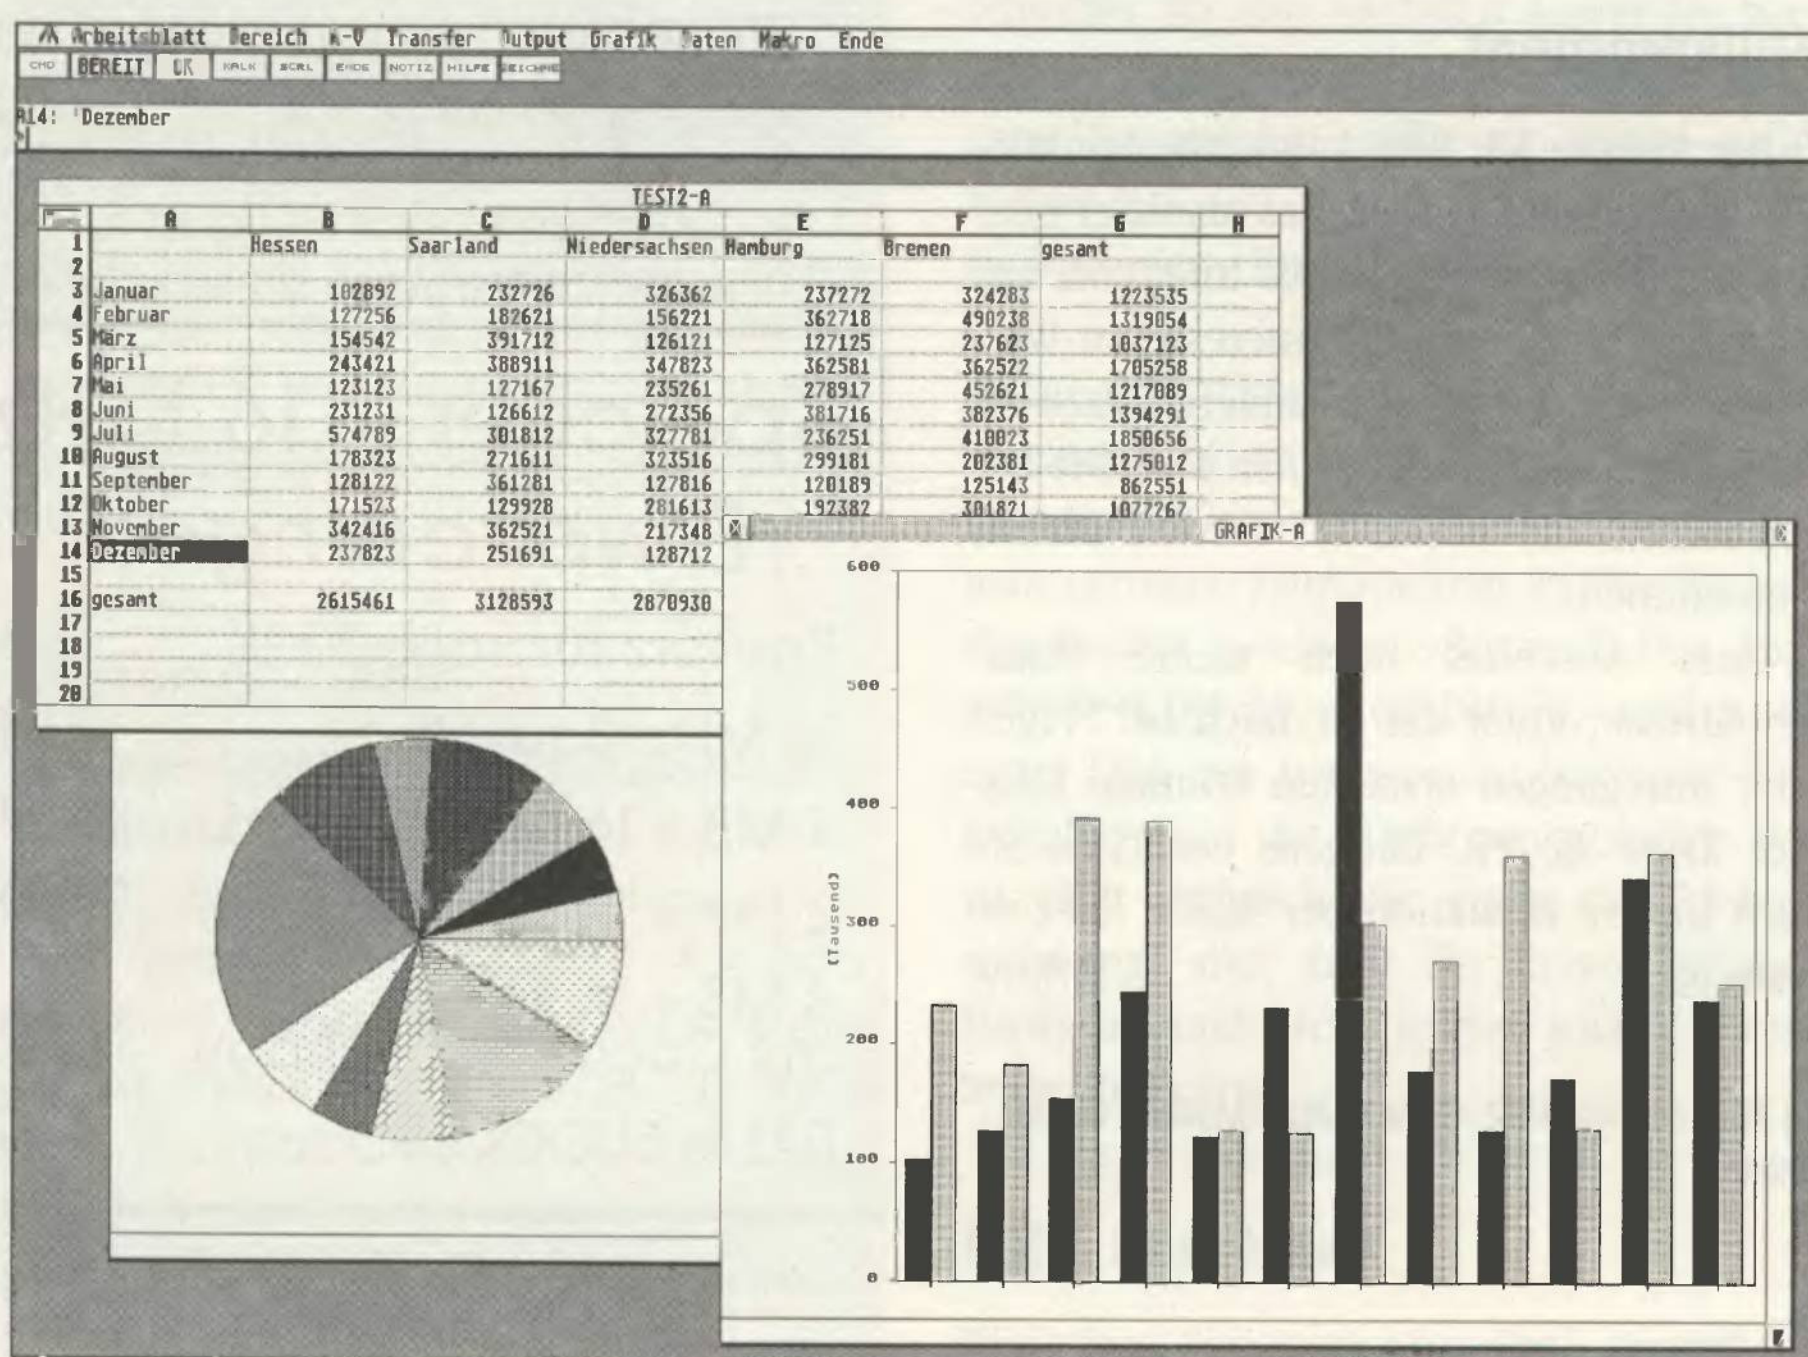 Arbeitsblatt Bereich K-V Transfer Output Grafik Daten Makro Ende
CMD BEREIT OK KALK SCRL ENDE NOTIZ HILFE ZEICHNE
A14: 'Dezember
TEST2-A
A B C D E F G H
1 Hessen Saarland Niedersachsen Hamburg Bremen gesamt
2
3 Januar 102892 232726 326362 237272 324283 1223535
4 Februar 127256 182621 156221 362718 490238 1319054
5 März 154542 391712 126121 127125 237623 1037123
6 April 243421 388911 347823 362581 362522 1705258
7 Mai 123123 127167 235261 278917 452621 1217089
8 Juni 231231 126612 272356 381716 382376 1394291
9 Juli 574789 301812 327781 236251 410023 1850656
10 August 178323 271611 323516 299181 202381 1275012
11 September 128122 361281 127816 120189 125143 862551
12 Oktober 171523 129928 281613 192382 301821 1077267
13 November 342416 362521 217348
14 Dezember 237823 251691 128712
15
16 gesamt 2615461 3128593 2870930
17
18
19
20
GRAFIK-A
600
500
400
(Tausend)
300
200
100
0